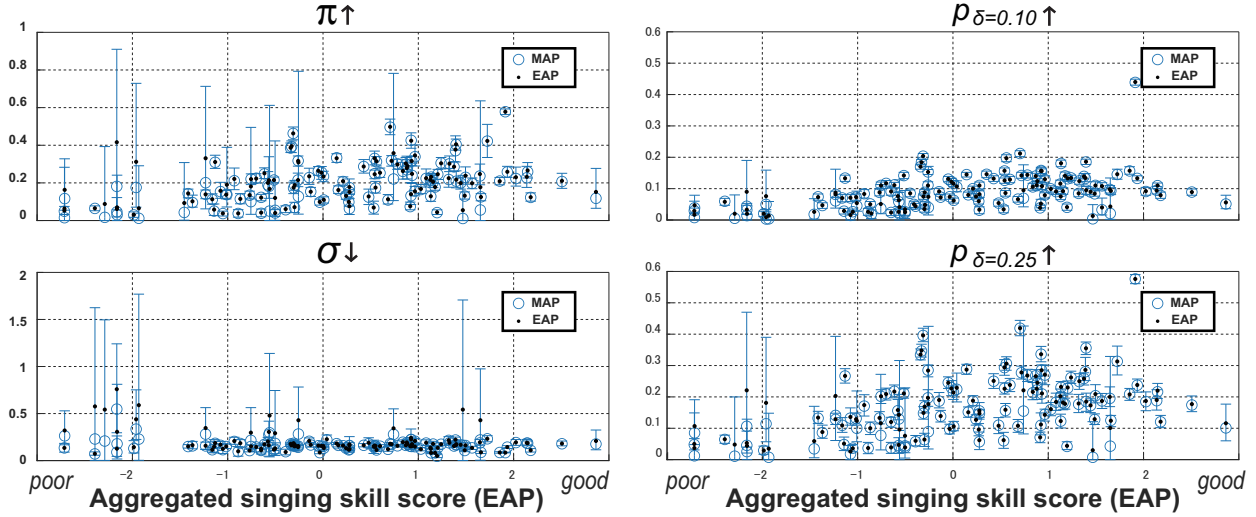 π↑
1
0.8
0.6
0.4
0.2
0
MAP
EAP
p δ=0.10 ↑
0.6
0.5
0.4
0.3
0.2
0.1
0
MAP
EAP
σ↓
2
1.5
1
0.5
0
MAP
EAP
-2 -1 0 1 2
poor good
Aggregated singing skill score (EAP)
p δ=0.25 ↑
0.6
0.5
0.4
0.3
0.2
0.1
0
MAP
EAP
-2 -1 0 1 2
poor good
Aggregated singing skill score (EAP)